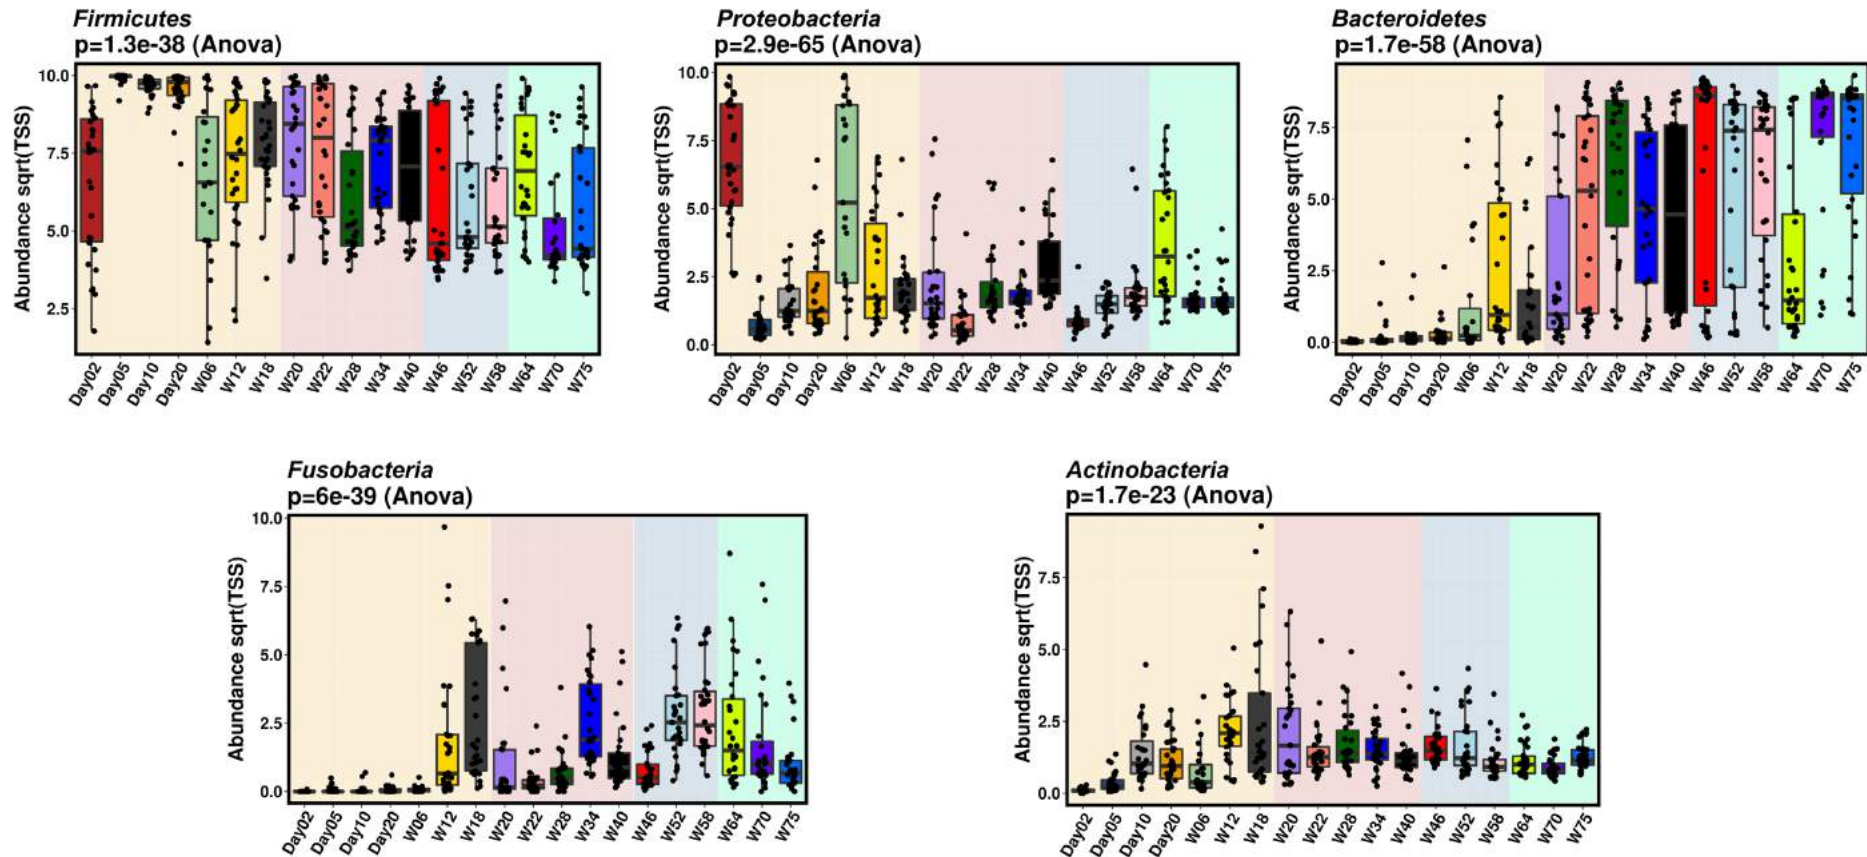 Firmicutes
p=1.3e-38 (Anova)
Abundance sqrt(TSS)
10.0
7.5
5.0
2.5
Day02 Day05 Day10 Day20 W06 W12 W18 W20 W22 W28 W34 W40 W46 W52 W58 W64 W70 W75
Proteobacteria
p=2.9e-65 (Anova)
Abundance sqrt(TSS)
10.0
7.5
5.0
2.5
0.0
Day02 Day05 Day10 Day20 W06 W12 W18 W20 W22 W28 W34 W40 W46 W52 W58 W64 W70 W75
Bacteroidetes
p=1.7e-58 (Anova)
Abundance sqrt(TSS)
7.5
5.0
2.5
0.0
Day02 Day05 Day10 Day20 W06 W12 W18 W20 W22 W28 W34 W40 W46 W52 W58 W64 W70 W75
Fusobacteria
p=6e-39 (Anova)
Abundance sqrt(TSS)
10.0
7.5
5.0
2.5
0.0
Day02 Day05 Day10 Day20 W06 W12 W18 W20 W22 W28 W34 W40 W46 W52 W58 W64 W70 W75
Actinobacteria
p=1.7e-23 (Anova)
Abundance sqrt(TSS)
7.5
5.0
2.5
0.0
Day02 Day05 Day10 Day20 W06 W12 W18 W20 W22 W28 W34 W40 W46 W52 W58 W64 W70 W75